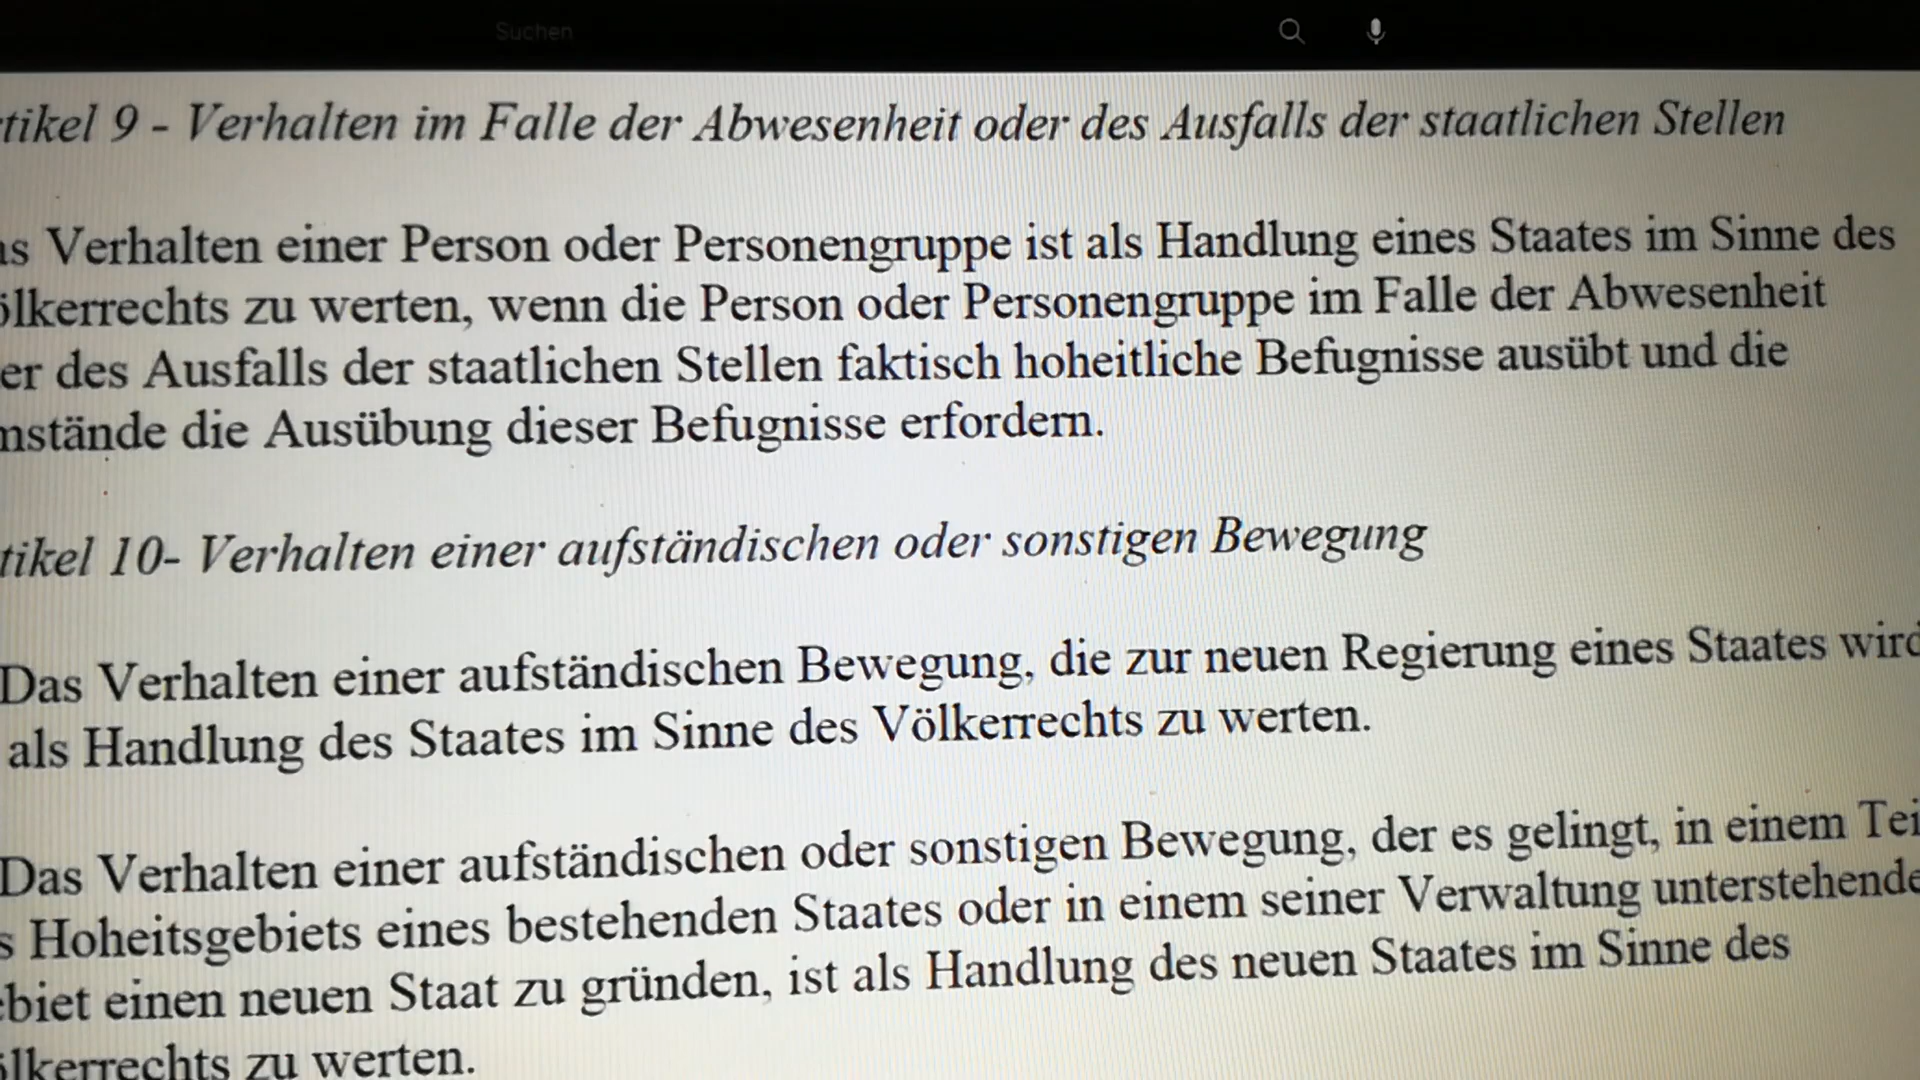 Suchen
tikel 9 - Verhalten im Falle der Abwesenheit oder des Ausfalls der staatlichen Stellen
as Verhalten einer Person oder Personengruppe ist als Handlung eines Staates im Sinne des
ölkerrechts zu werten, wenn die Person oder Personengruppe im Falle der Abwesenheit
er des Ausfalls der staatlichen Stellen faktisch hoheitliche Befugnisse ausübt und die
nstände die Ausübung dieser Befugnisse erfordern.
tikel 10- Verhalten einer aufständischen oder sonstigen Bewegung
Das Verhalten einer aufständischen Bewegung, die zur neuen Regierung eines Staates wird
als Handlung des Staates im Sinne des Völkerrechts zu werten.
Das Verhalten einer aufständischen oder sonstigen Bewegung, der es gelingt, in einem Tei
s Hoheitsgebiets eines bestehenden Staates oder in einem seiner Verwaltung unterstehende
ebiet einen neuen Staat zu gründen, ist als Handlung des neuen Staates im Sinne des
ölkerrechts zu werten.